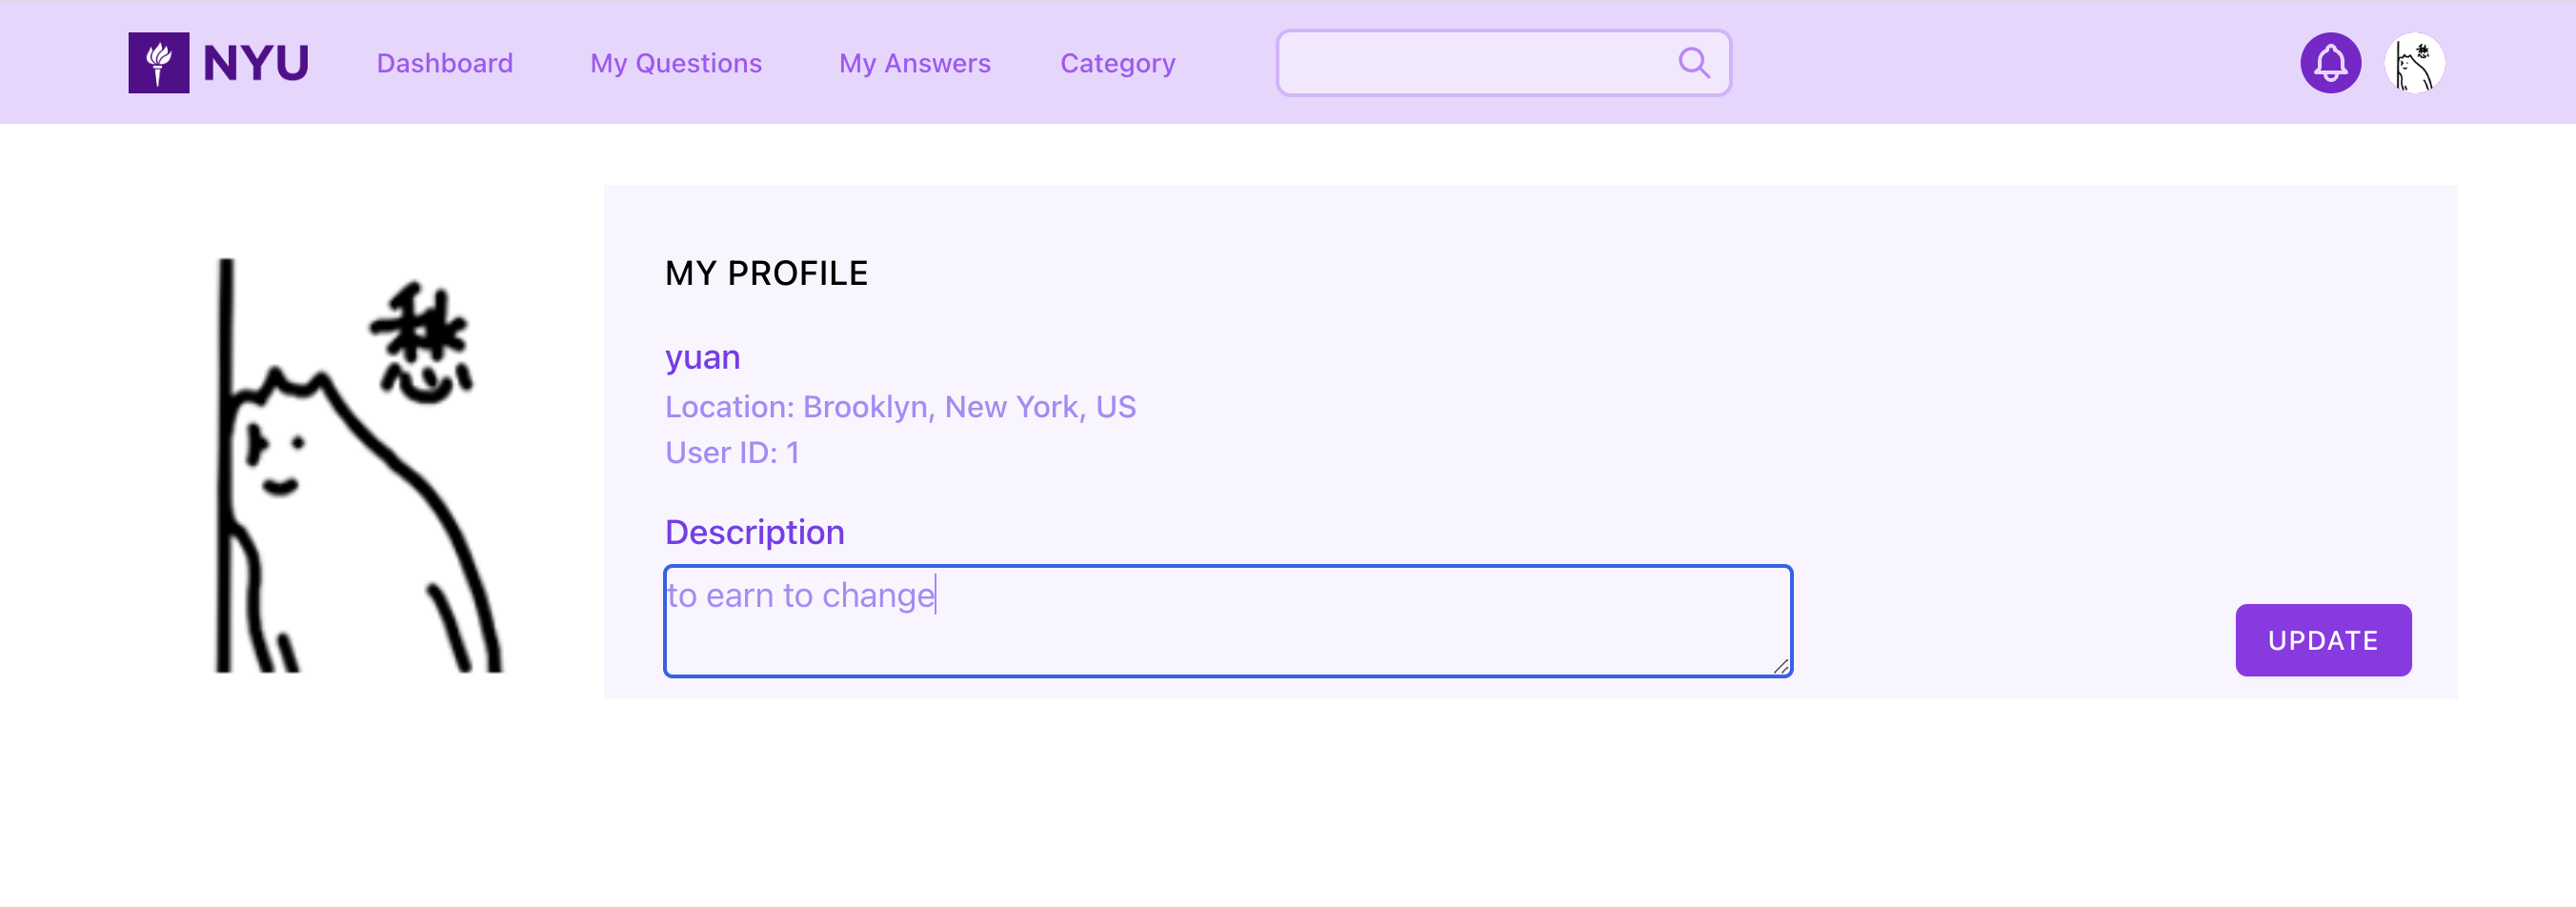 NYU
Dashboard
My Questions
My Answers
Category
愁
MY PROFILE
yuan
Location: Brooklyn, New York, US
User ID: 1
Description
to earn to change
UPDATE